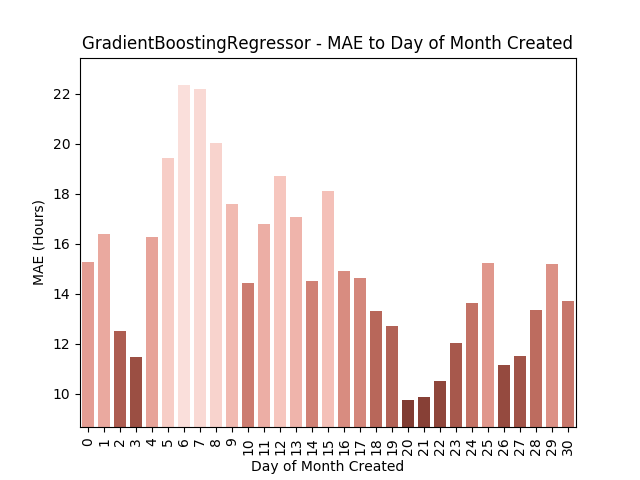 GradientBoostingRegressor - MAE to Day of Month Created
MAE (Hours)
22
20
18
16
14
12
10
0 1 2 3 4 5 6 7 8 9 10 11 12 13 14 15 16 17 18 19 20 21 22 23 24 25 26 27 28 29 30
Day of Month Created